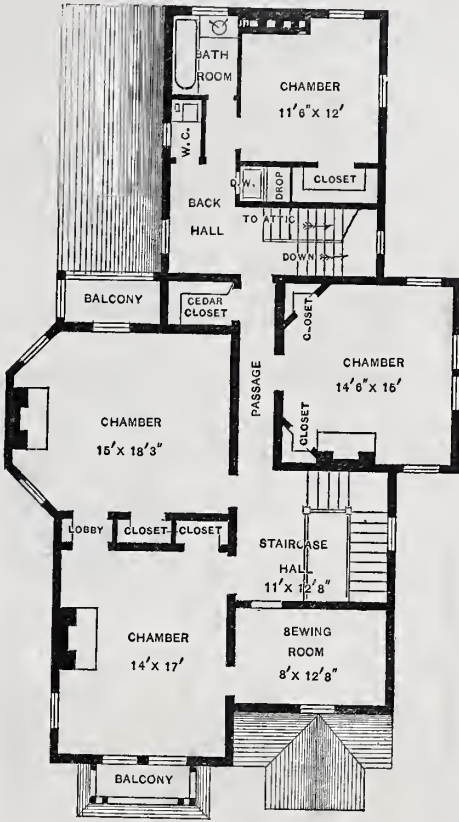 BATH
ROOM
CHAMBER
11'6" X 12'
W.C.
D.W.
DROP
CLOSET
BACK
HALL
TO ATTIC
DOWN
BALCONY
CEDAR
CLOSET
CLOSET
PASSAGE
CHAMBER
14'6" X 15'
CLOSET
CHAMBER
15' X 18'3"
LOBBY
CLOSET
CLOSET
STAIRCASE
HALL
11' X 12'8"
CHAMBER
14' X 17'
SEWING
ROOM
8' X 12'8"
BALCONY